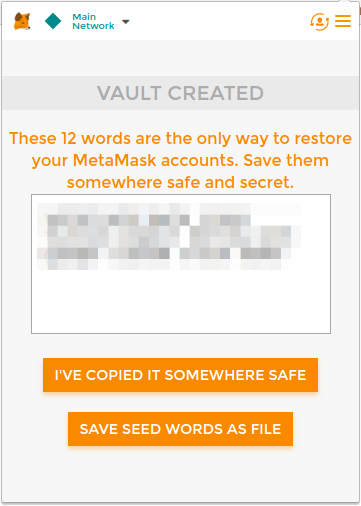 Main
Network
VAULT CREATED
These 12 words are the only way to restore
your MetaMask accounts. Save them
somewhere safe and secret.
I'VE COPIED IT SOMEWHERE SAFE
SAVE SEED WORDS AS FILE